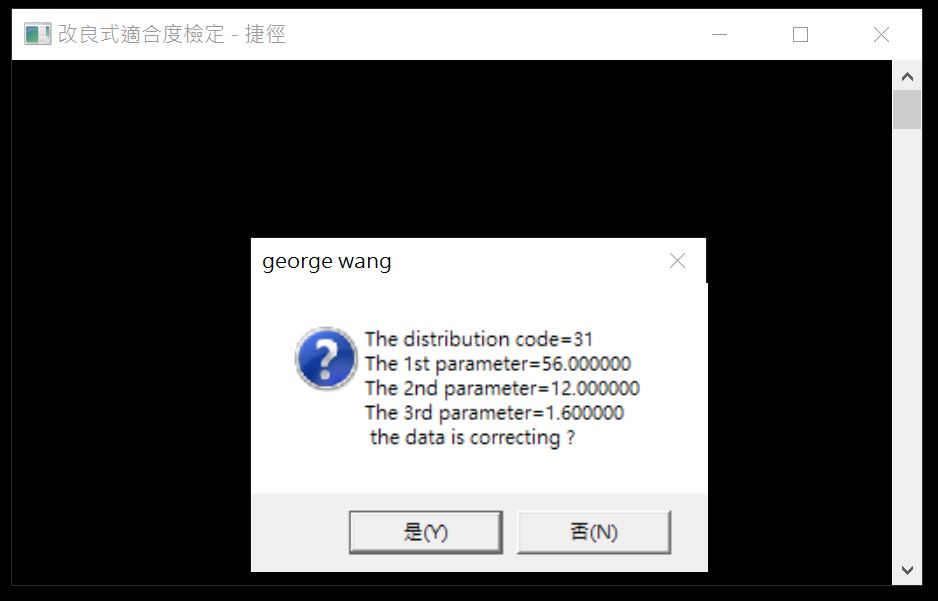 改良式適合度檢定 - 捷徑
george wang
The distribution code=31
The 1st parameter=56.000000
The 2nd parameter=12.000000
The 3rd parameter=1.600000
the data is correcting ?
是(Y)
否(N)